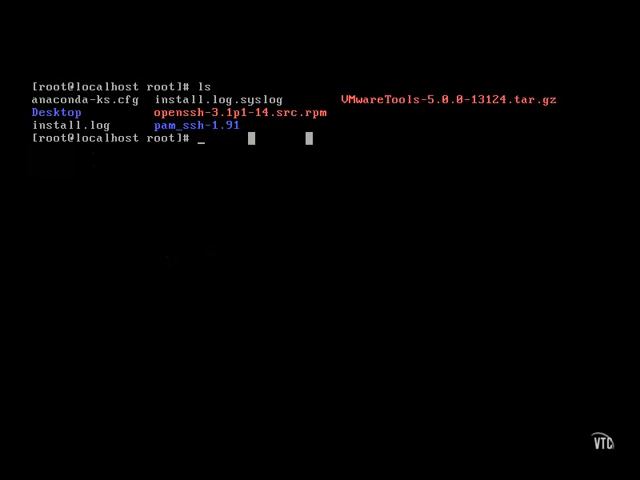 [root@localhost root]# ls
anaconda-ks.cfg  install.log.syslog        VMwareTools-5.0.0-13124.tar.gz
Desktop          openssh-3.1p1-14.src.rpm
install.log      pam_ssh-1.91
[root@localhost root]# _
VTC